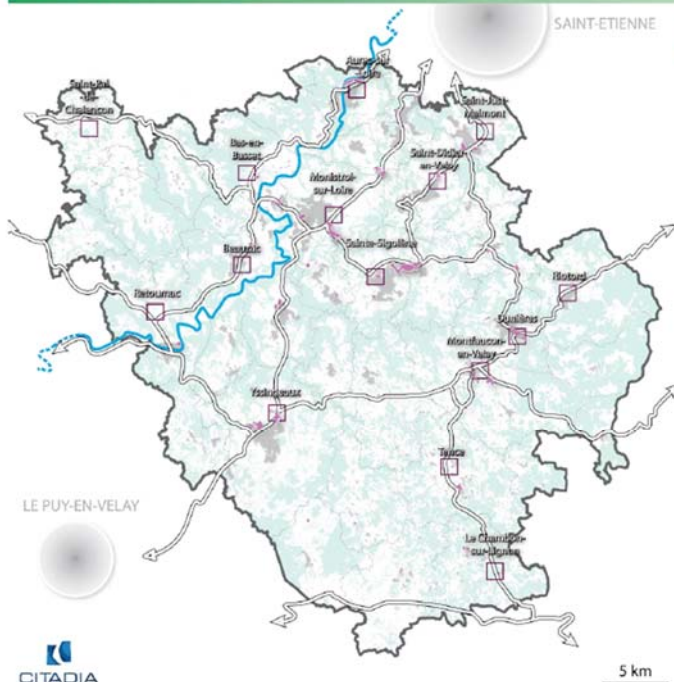 SAINT-ETIENNE
Aurec-sur-
Loire
Saint-Pal
de-
Chalancon
Saint-Just-
Malmont
Bas-en-
Basset
Saint-Didier-
en-Velay
Monistrol-
sur-Loire
Sainte-Sigolène
Beauzac
Riotord
Retournac
Dunières
Montfaucon-
en-Velay
Yssingeaux
Tence
LE PUY-EN-VELAY
Le Chambon-
sur-Lignon
CITADIA
5 km